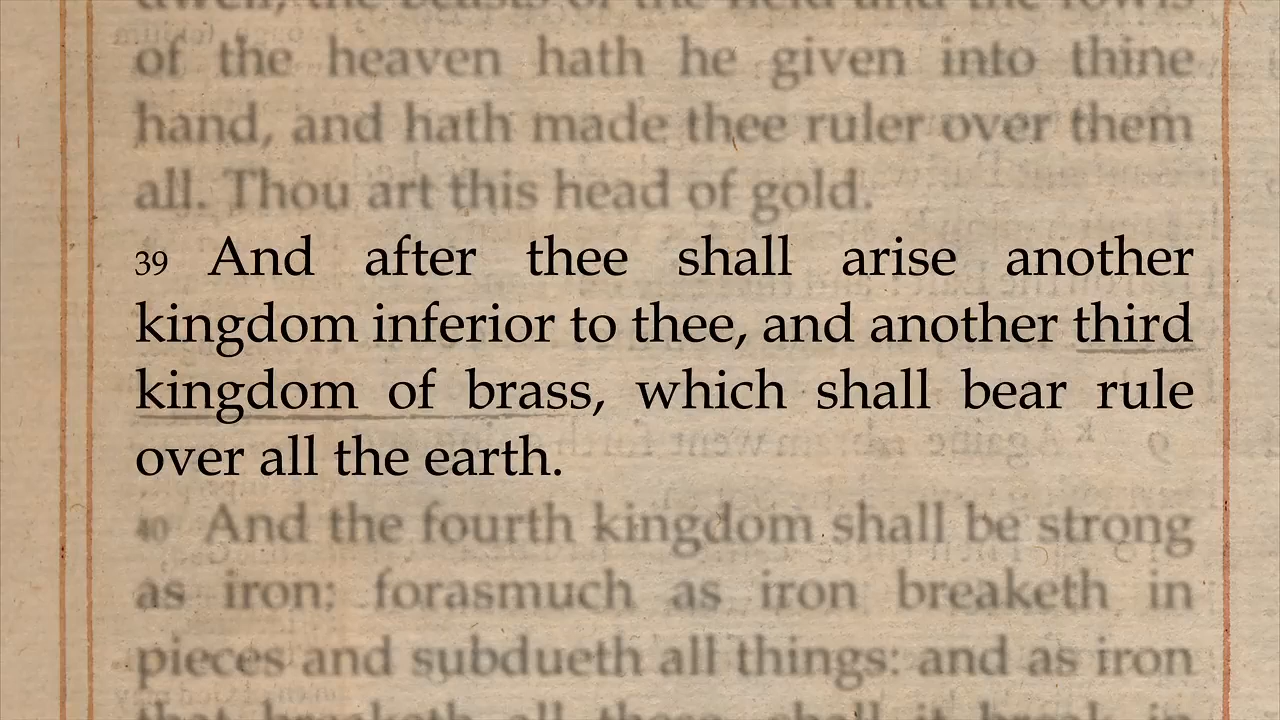 of the heaven hath he given into thine
hand, and hath made thee ruler over them
all. Thou art this head of gold.
39 And after thee shall arise another
kingdom inferior to thee, and another third
kingdom of brass, which shall bear rule
over all the earth.
40 And the fourth kingdom shall be strong
as iron: forasmuch as iron breaketh in
pieces and subdueth all things: and as iron